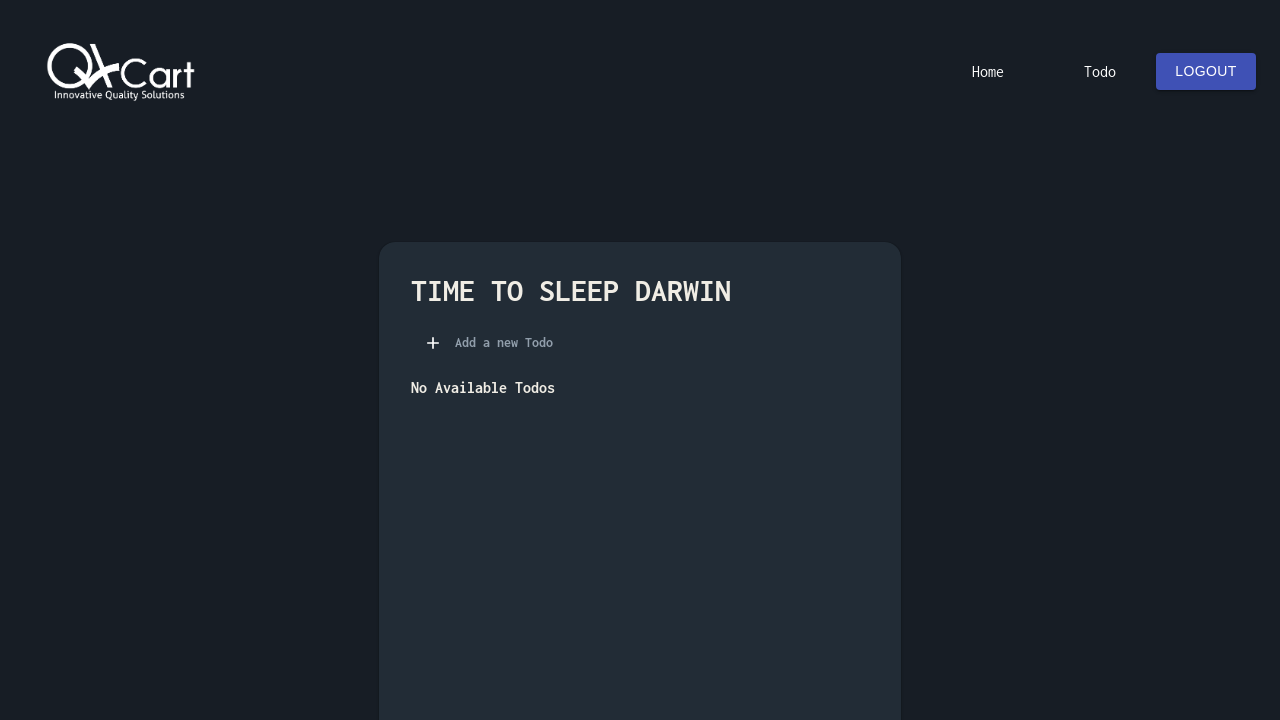 QACart
Innovative Quality Solutions
Home
Todo
LOGOUT
TIME TO SLEEP DARWIN
Add a new Todo
No Available Todos